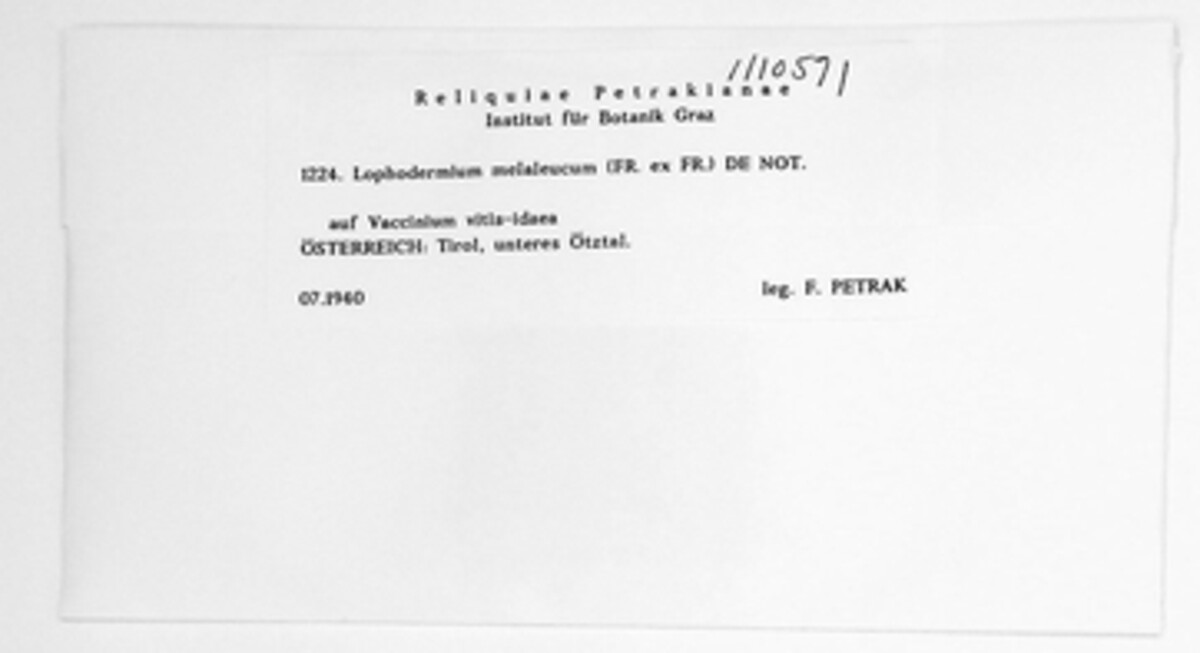 1110571
Reliquiae Petrakianae
Institut für Botanik Graz
1224. Lophodermium melaleucum (FR. ex FR.) DE NOT.
auf Vaccinium vitis-idaea
ÖSTERREICH: Tirol, unteres Ötztal.
07.1940
leg. F. PETRAK